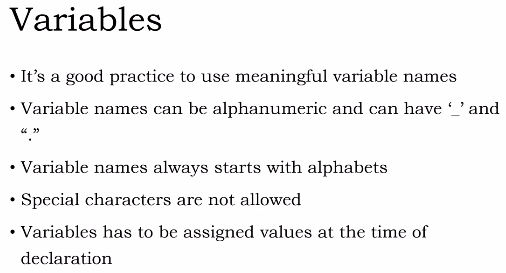 Variables
• It's a good practice to use meaningful variable names
• Variable names can be alphanumeric and can have ‘_’ and
“.”
• Variable names always starts with alphabets
• Special characters are not allowed
• Variables has to be assigned values at the time of
declaration